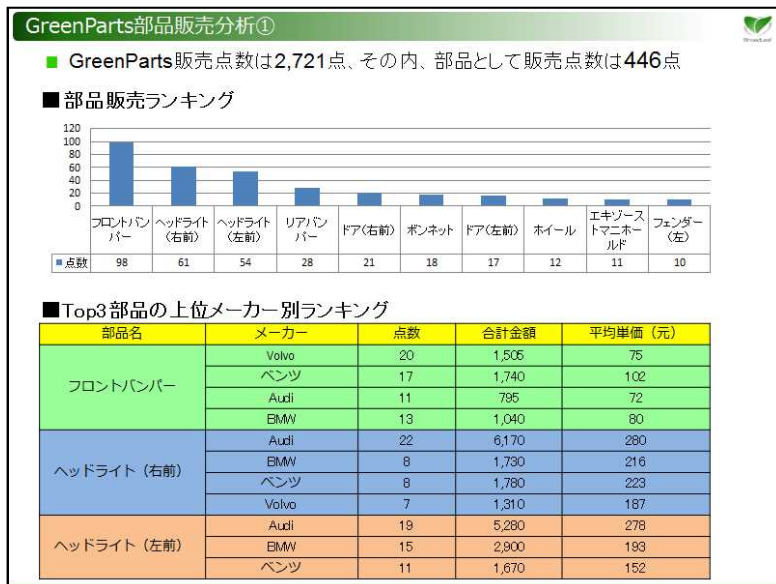 GreenParts部品販売分析①
■ GreenParts販売点数は2,721点、その内、部品として販売点数は446点
■部品販売ランキング
120
100
80
60
40
20
0
フロントバンパー ヘッドライト(右前) ヘッドライト(左前) リアバンパー ドア(右前) ボンネット ドア(左前) ホイール エキゾーストマニホールド フェンダー(左)
■点数 98 61 54 28 21 18 17 12 11 10
■Top3部品の上位メーカー別ランキング
部品名 メーカー 点数 合計金額 平均単価（元）
フロントバンパー
Volvo 20 1,505 75
ベンツ 17 1,740 102
Audi 11 795 72
BMW 13 1,040 80
ヘッドライト（右前）
Audi 22 6,170 280
BMW 8 1,730 216
ベンツ 8 1,780 223
Volvo 7 1,310 187
ヘッドライト（左前）
Audi 19 5,280 278
BMW 15 2,900 193
ベンツ 11 1,670 152